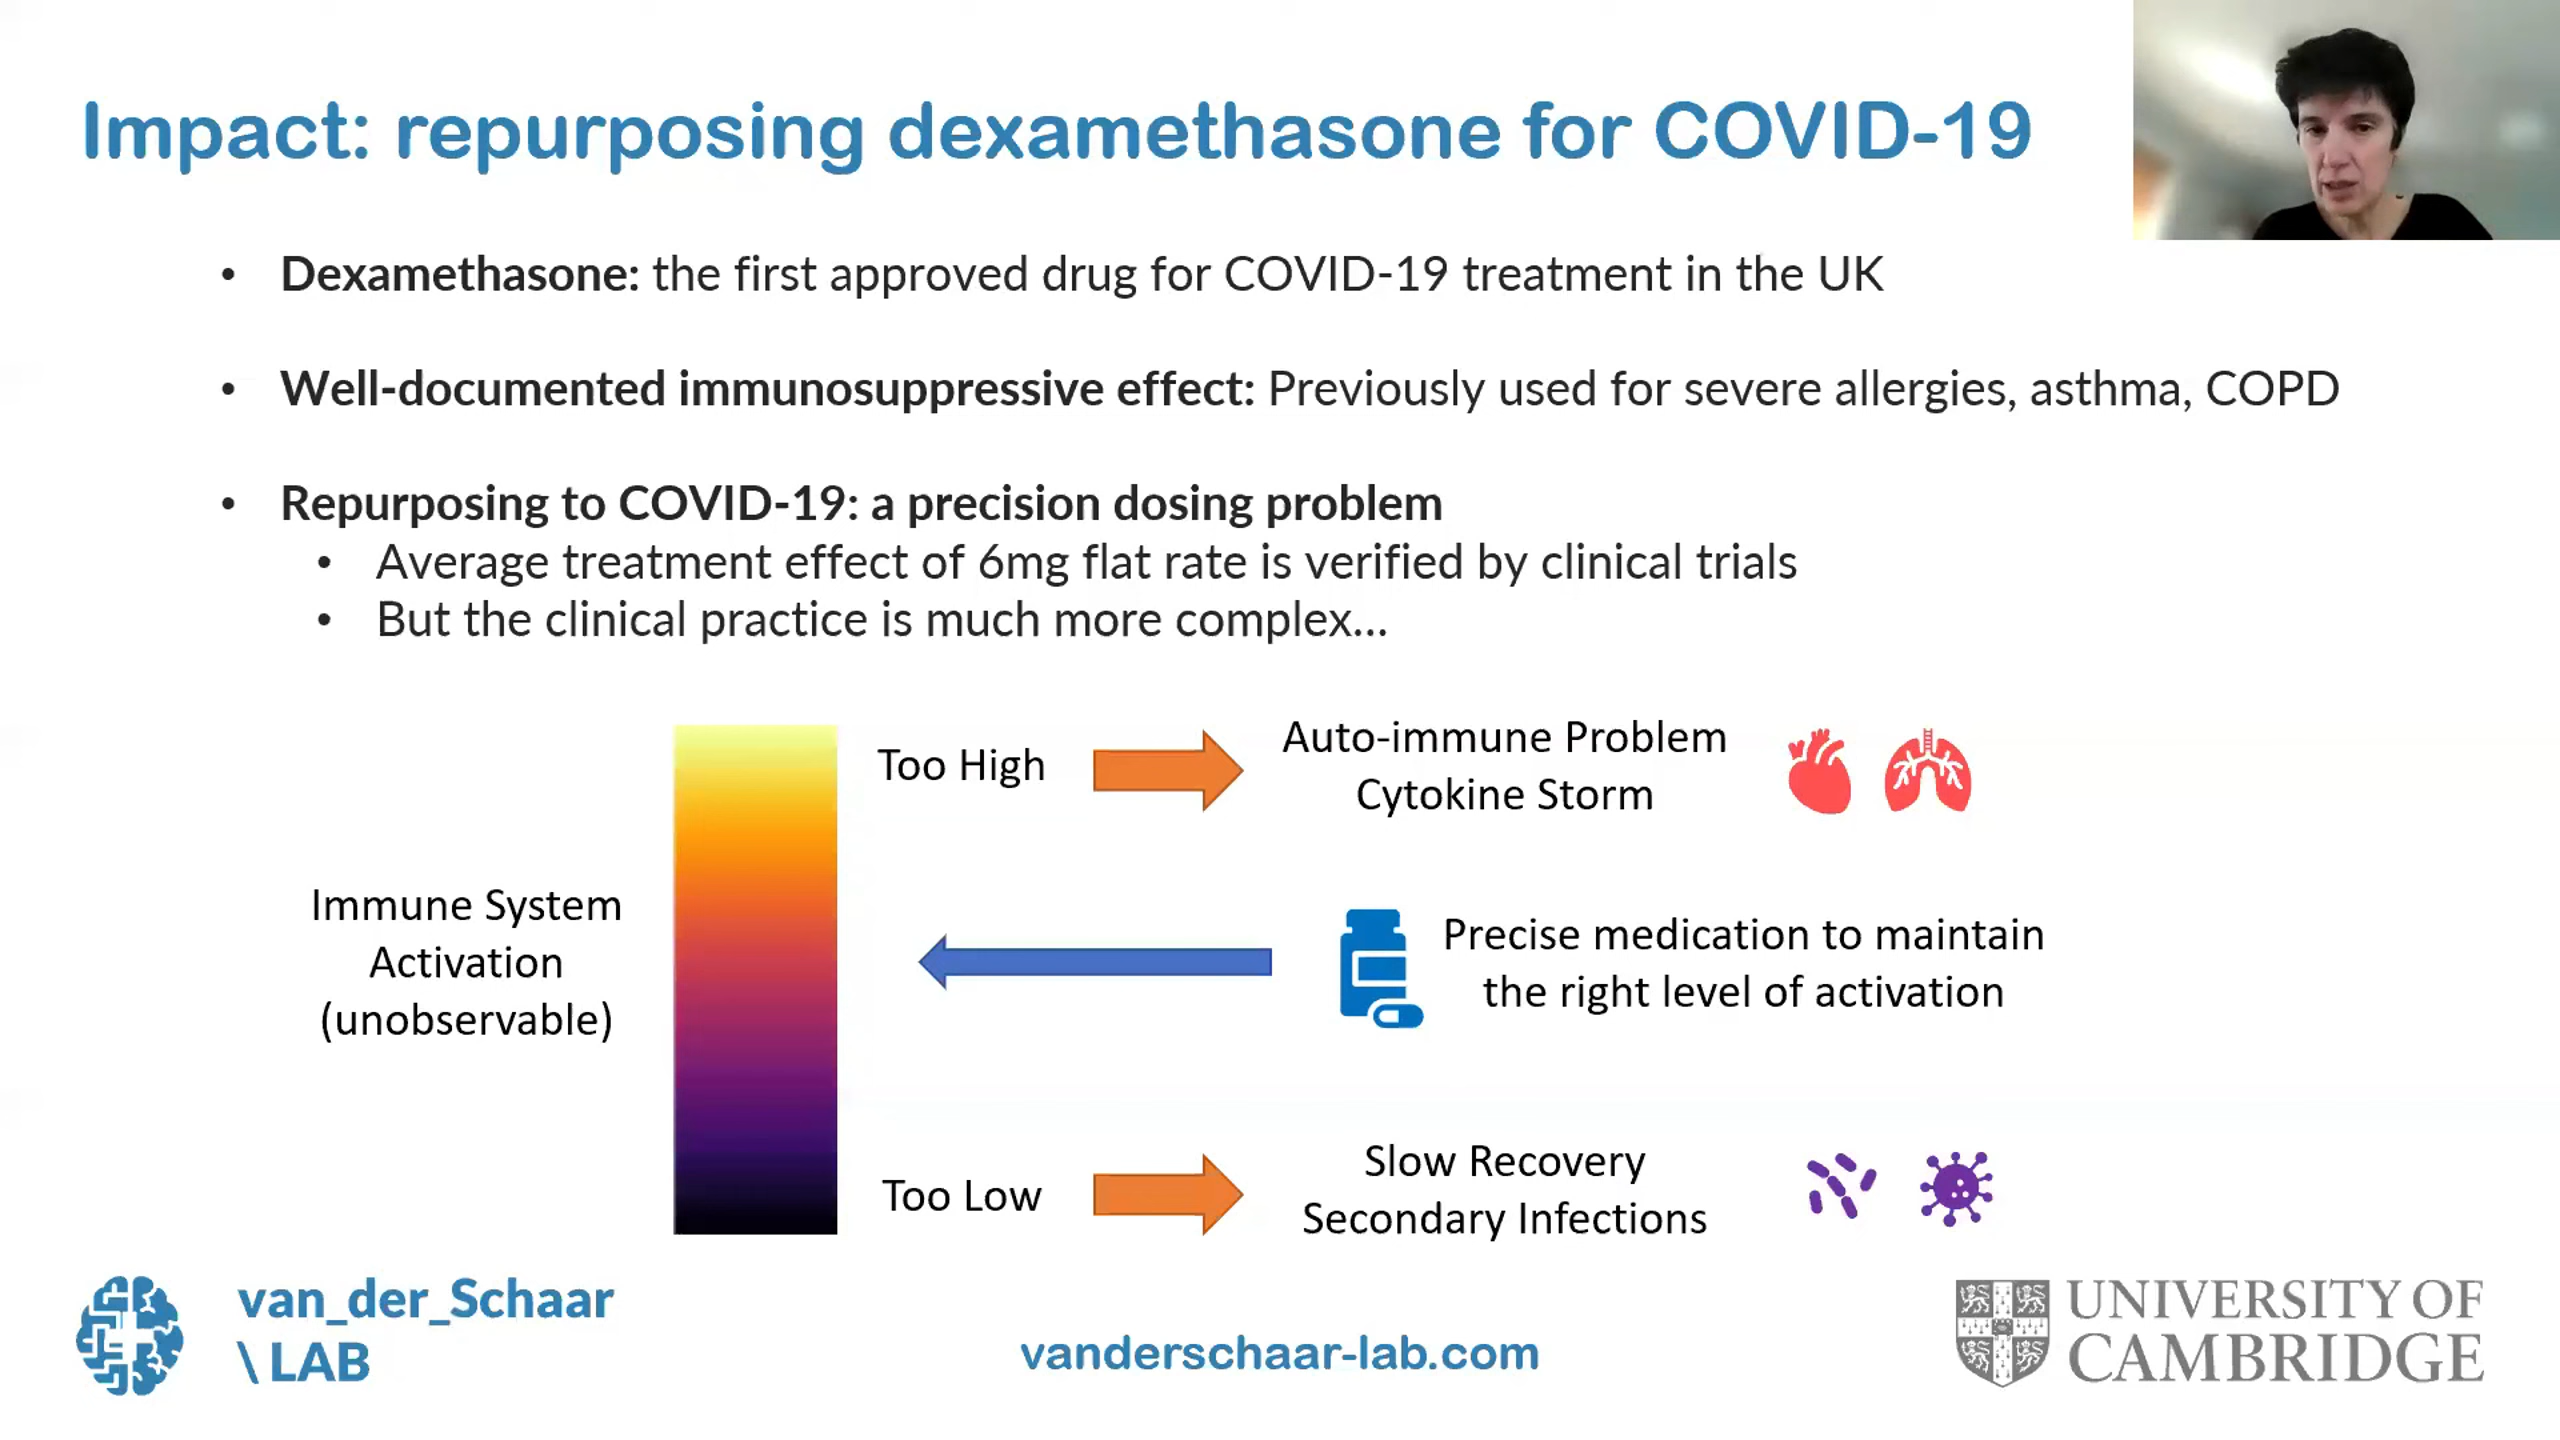 Impact: repurposing dexamethasone for COVID-19
• Dexamethasone: the first approved drug for COVID-19 treatment in the UK
• Well-documented immunosuppressive effect: Previously used for severe allergies, asthma, COPD
• Repurposing to COVID-19: a precision dosing problem
• Average treatment effect of 6mg flat rate is verified by clinical trials
• But the clinical practice is much more complex...
Immune System
Activation
(unobservable)
Too High
Auto-immune Problem
Cytokine Storm
Precise medication to maintain
the right level of activation
Too Low
Slow Recovery
Secondary Infections
van_der_Schaar
\ LAB
vanderschaar-lab.com
UNIVERSITY OF
CAMBRIDGE